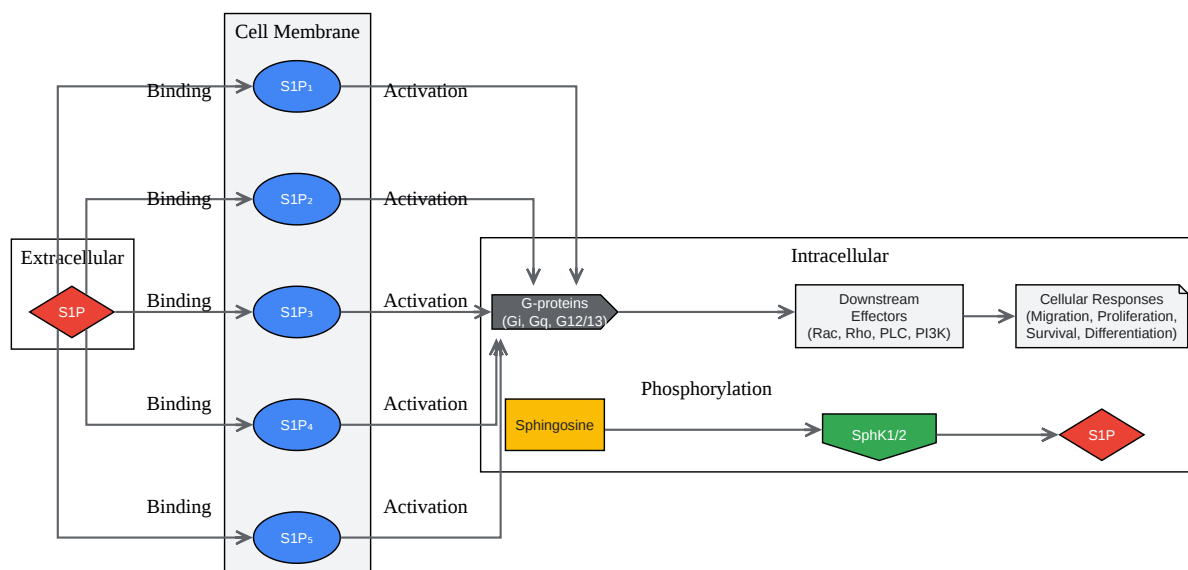 Cell Membrane
Binding
S1P₁
Activation
Binding
S1P₂
Activation
Extracellular
S1P
Binding
S1P₃
Activation
Binding
S1P₄
Activation
Binding
S1P₅
Activation
Intracellular
G-proteins
(Gi, Gq, G12/13)
Downstream
Effectors
(Rac, Rho, PLC, PI3K)
Cellular Responses
(Migration, Proliferation,
Survival, Differentiation)
Phosphorylation
Sphingosine
SphK1/2
S1P